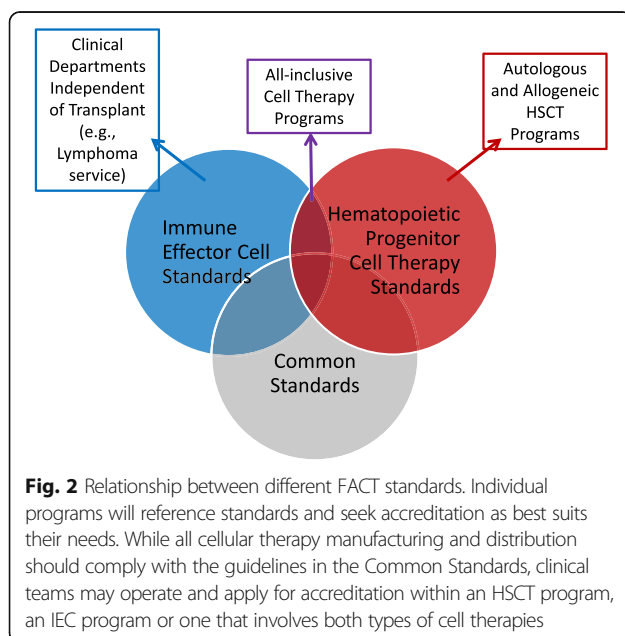 Clinical
Departments
Independent
of Transplant
(e.g.,
Lymphoma
service)
All-inclusive
Cell Therapy
Programs
Autologous
and Allogeneic
HSCT
Programs
Immune
Effector Cell
Standards
Hematopoietic
Progenitor
Cell Therapy
Standards
Common
Standards
Fig. 2 Relationship between different FACT standards. Individual
programs will reference standards and seek accreditation as best suits
their needs. While all cellular therapy manufacturing and distribution
should comply with the guidelines in the Common Standards, clinical
teams may operate and apply for accreditation within an HSCT program,
an IEC program or one that involves both types of cell therapies